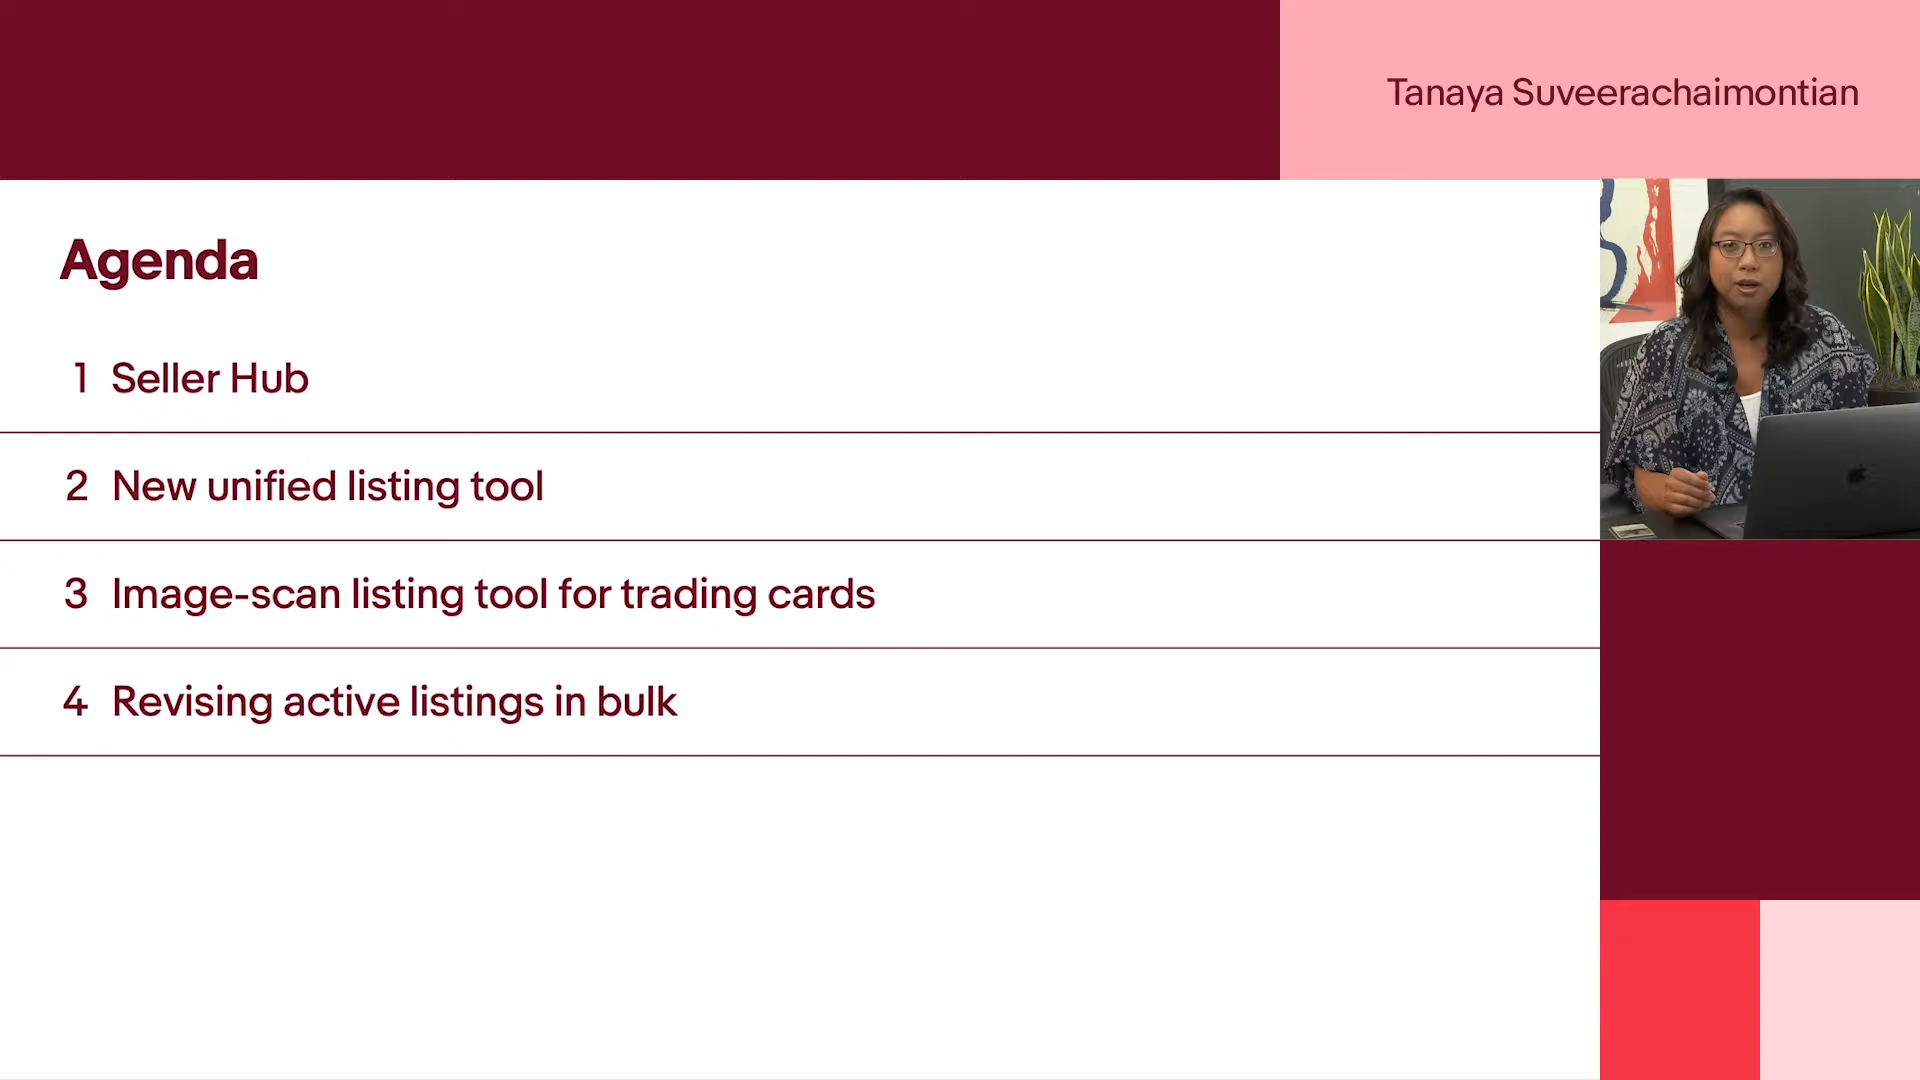 Tanaya Suveerachaimontian
Agenda
1 Seller Hub
2 New unified listing tool
3 Image-scan listing tool for trading cards
4 Revising active listings in bulk